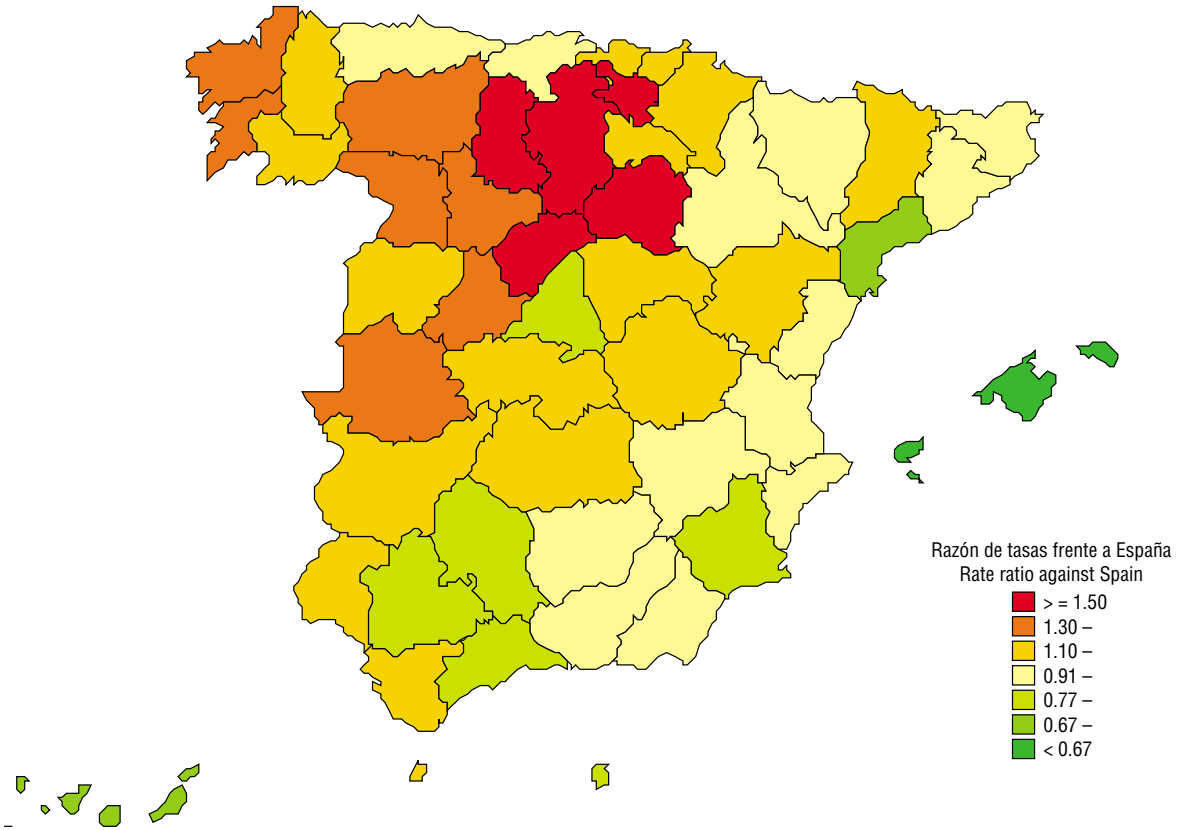 Razón de tasas frente a España
Rate ratio against Spain
> = 1.50
1.30 –
1.10 –
0.91 –
0.77 –
0.67 –
< 0.67